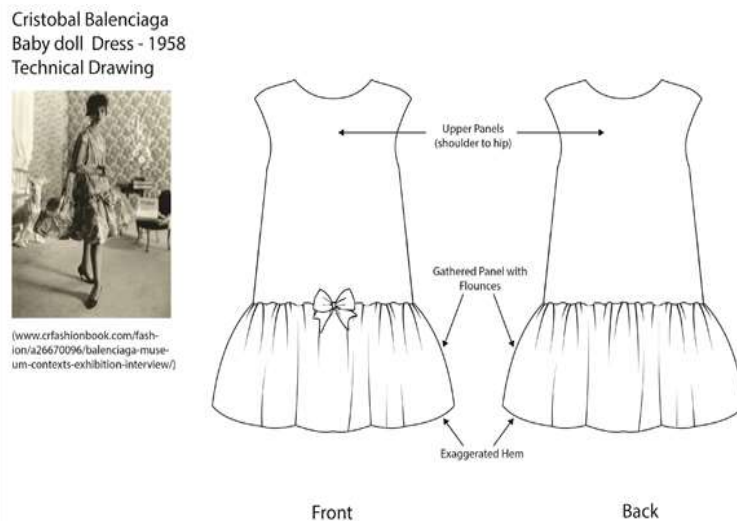 Cristobal Balenciaga
Baby doll  Dress - 1958
Technical Drawing
(www.crfashionbook.com/fash-
ion/a26670096/balenciaga-muse-
um-contexts-exhibition-interview/)
Upper Panels
(shoulder to hip)
Gathered Panel with
Flounces
Exaggerated Hem
Front
Back